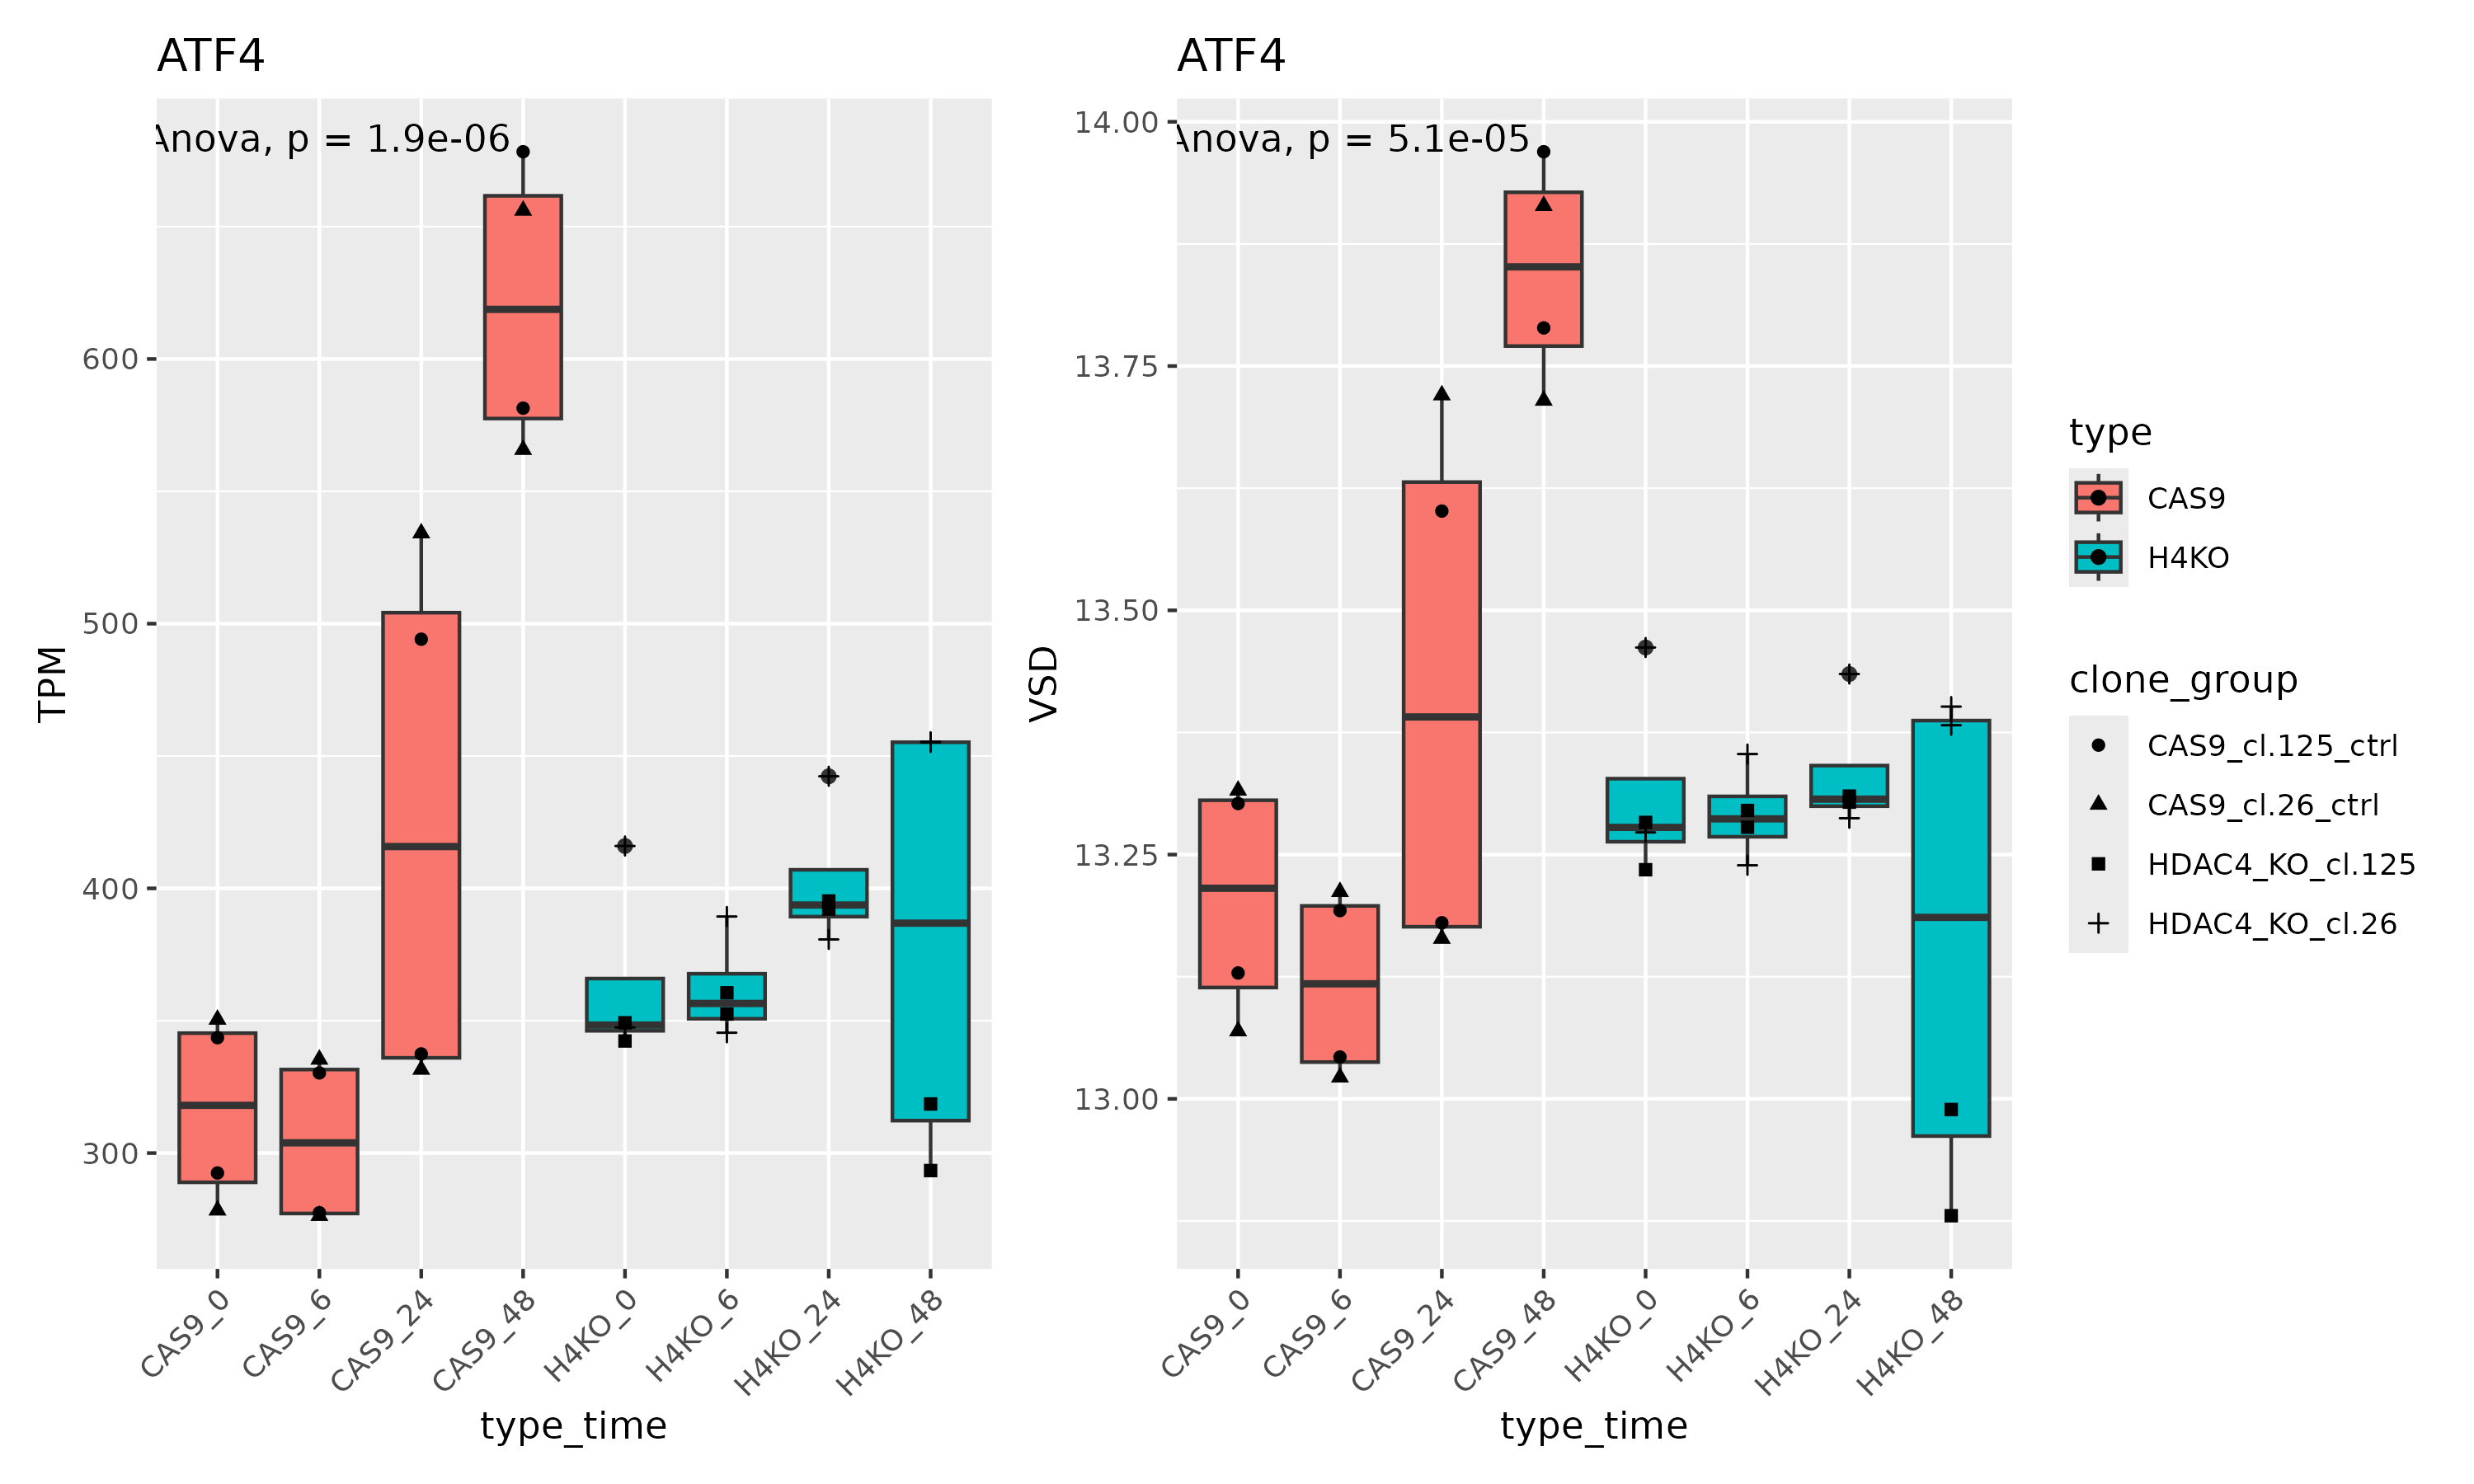 ATF4
Anova, p = 1.9e-06
TPM
600
500
400
300
CAS9_0
CAS9_6
CAS9_24
CAS9_48
H4KO_0
H4KO_6
H4KO_24
H4KO_48
type_time
ATF4
Anova, p = 5.1e-05
VSD
14.00
13.75
13.50
13.25
13.00
CAS9_0
CAS9_6
CAS9_24
CAS9_48
H4KO_0
H4KO_6
H4KO_24
H4KO_48
type_time
type
CAS9
H4KO
clone_group
CAS9_cl.125_ctrl
CAS9_cl.26_ctrl
HDAC4_KO_cl.125
HDAC4_KO_cl.26